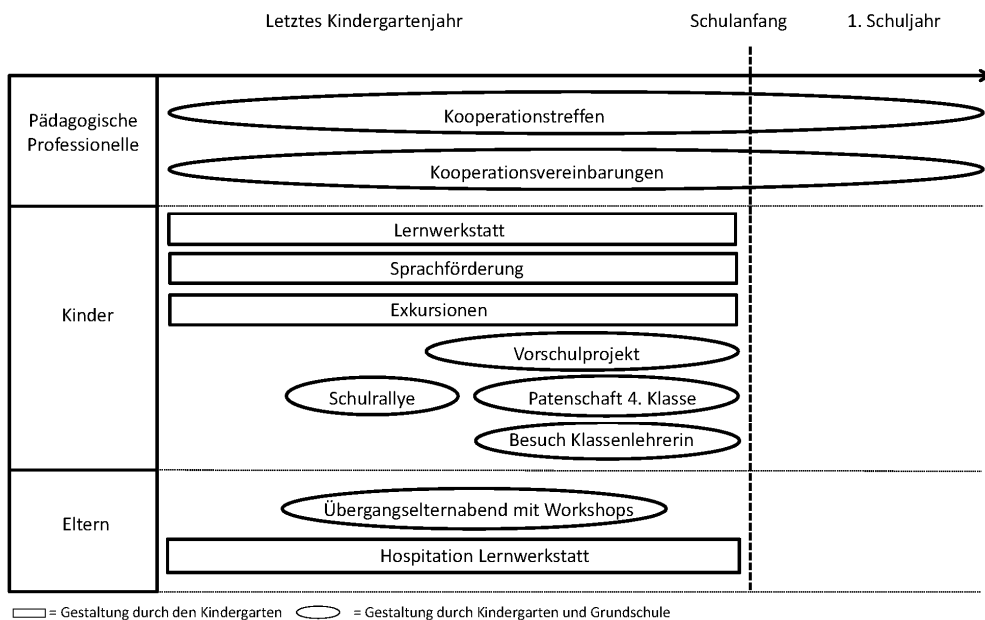 Letztes Kindergartenjahr Schulanfang 1. Schuljahr
Pädagogische
Professionelle
Kooperationstreffen
Kooperationsvereinbarungen
Kinder
Lernwerkstatt
Sprachförderung
Exkursionen
Vorschulprojekt
Schulrallye Patenschaft 4. Klasse
Besuch Klassenlehrerin
Eltern
Übergangselternabend mit Workshops
Hospitation Lernwerkstatt
= Gestaltung durch den Kindergarten = Gestaltung durch Kindergarten und Grundschule